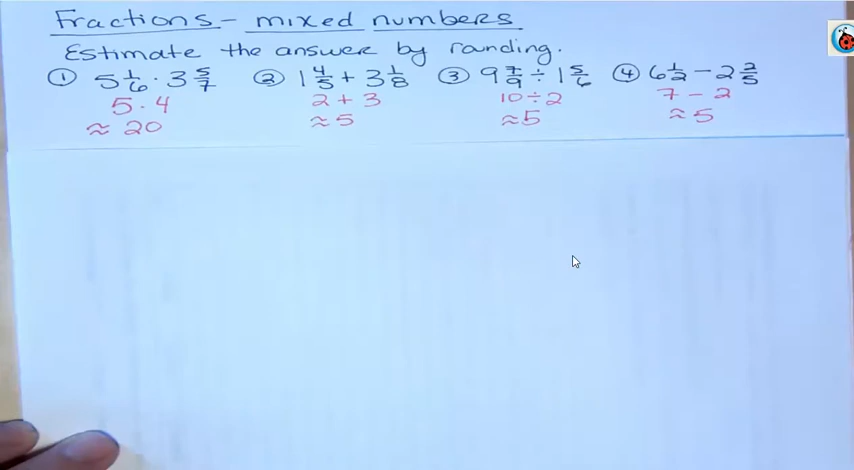 Fractions - mixed numbers
Estimate the answer by rounding.
① 5 1/6 · 3 5/7 ② 1 4/5 + 3 1/8 ③ 9 7/9 ÷ 1 5/6 ④ 6 1/2 - 2 2/5
5 · 4 2 + 3 10 ÷ 2 7 - 2
≈ 20 ≈ 5 ≈ 5 ≈ 5